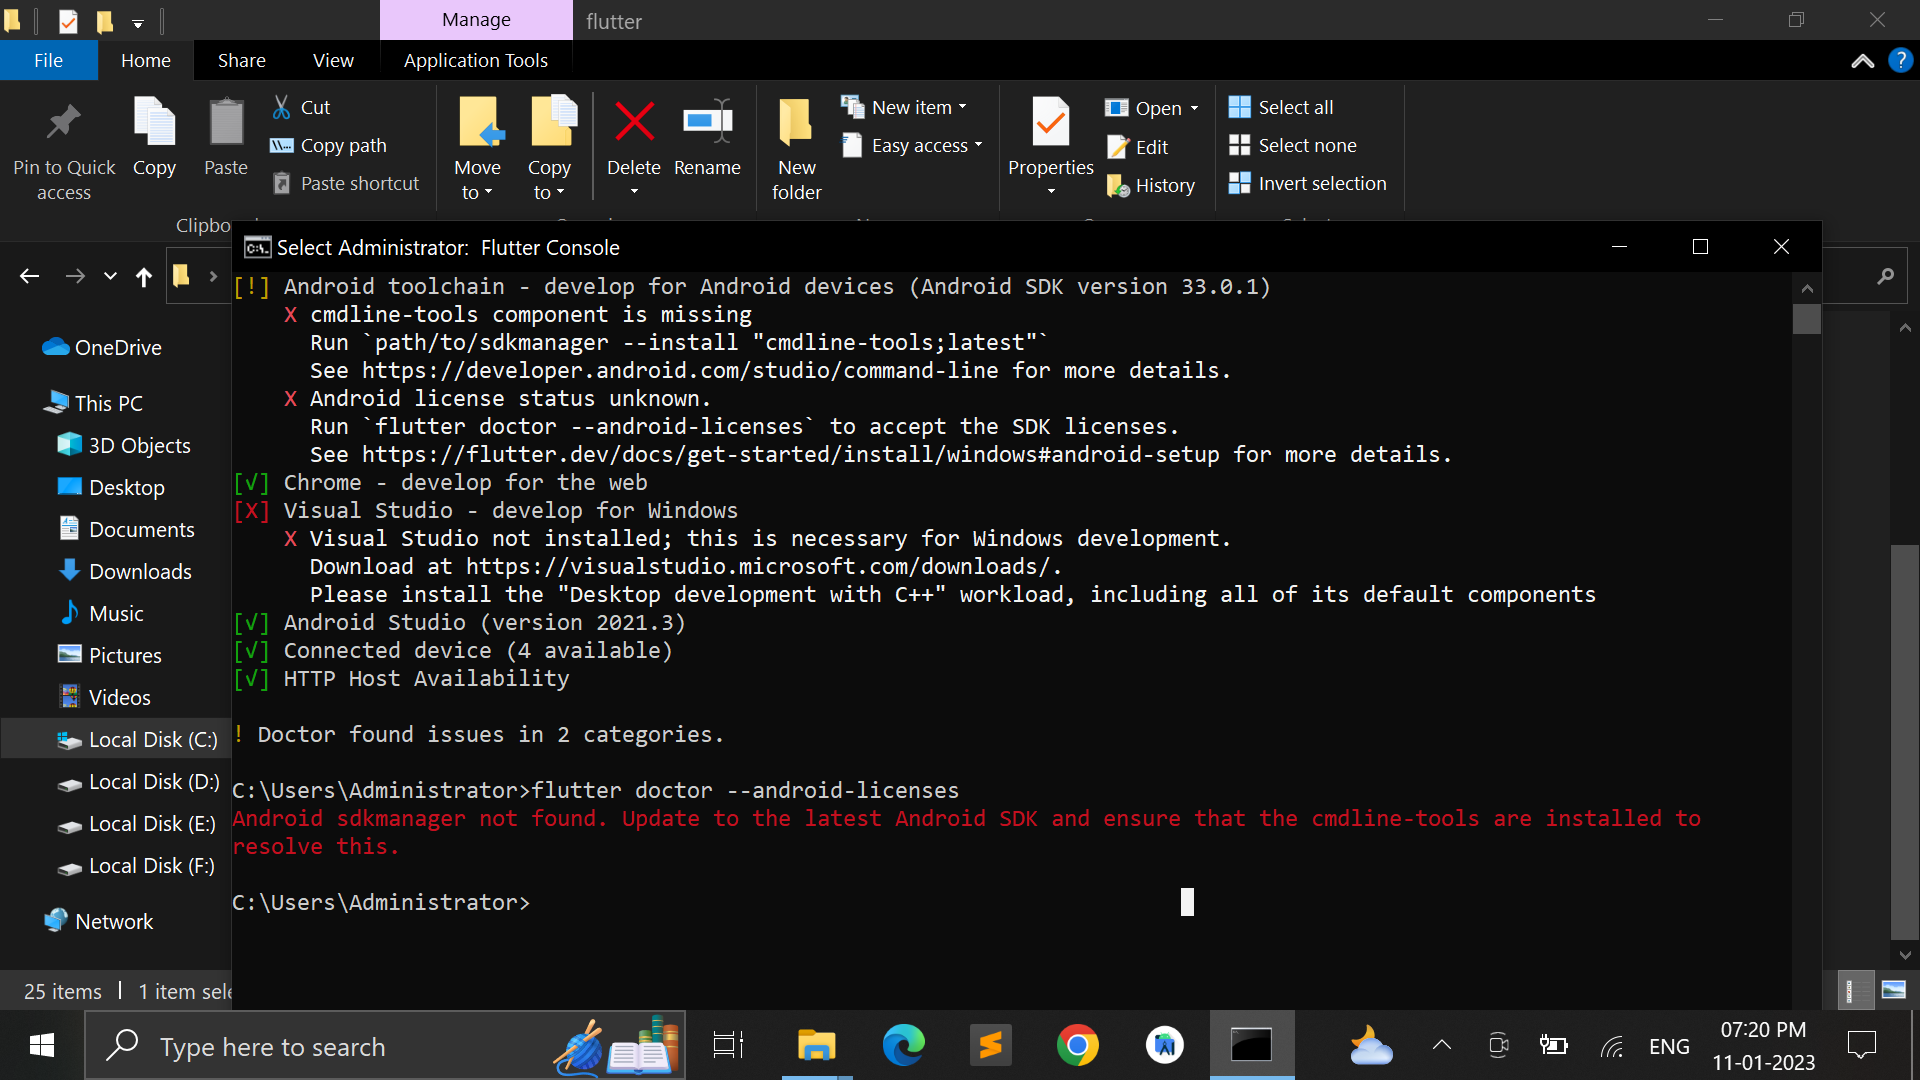 Manage
flutter
File
Home
Share
View
Application Tools
Pin to Quick access
Copy
Paste
Cut
Copy path
Paste shortcut
Move to
Copy to
Delete
Rename
New folder
New item
Easy access
Properties
Open
Edit
History
Select all
Select none
Invert selection
Select Administrator:  Flutter Console
[!] Android toolchain - develop for Android devices (Android SDK version 33.0.1)
X cmdline-tools component is missing
Run `path/to/sdkmanager --install "cmdline-tools;latest"`
See https://developer.android.com/studio/command-line for more details.
X Android license status unknown.
Run `flutter doctor --android-licenses` to accept the SDK licenses.
See https://flutter.dev/docs/get-started/install/windows#android-setup for more details.
[√] Chrome - develop for the web
[X] Visual Studio - develop for Windows
X Visual Studio not installed; this is necessary for Windows development.
Download at https://visualstudio.microsoft.com/downloads/.
Please install the "Desktop development with C++" workload, including all of its default components
[√] Android Studio (version 2021.3)
[√] Connected device (4 available)
[√] HTTP Host Availability
! Doctor found issues in 2 categories.
C:\Users\Administrator>flutter doctor --android-licenses
Android sdkmanager not found. Update to the latest Android SDK and ensure that the cmdline-tools are installed to
resolve this.
C:\Users\Administrator>
OneDrive
This PC
3D Objects
Desktop
Documents
Downloads
Music
Pictures
Videos
Local Disk (C:)
Local Disk (D:)
Local Disk (E:)
Local Disk (F:)
Network
25 items
1 item
Type here to search
ENG
07:20 PM
11-01-2023